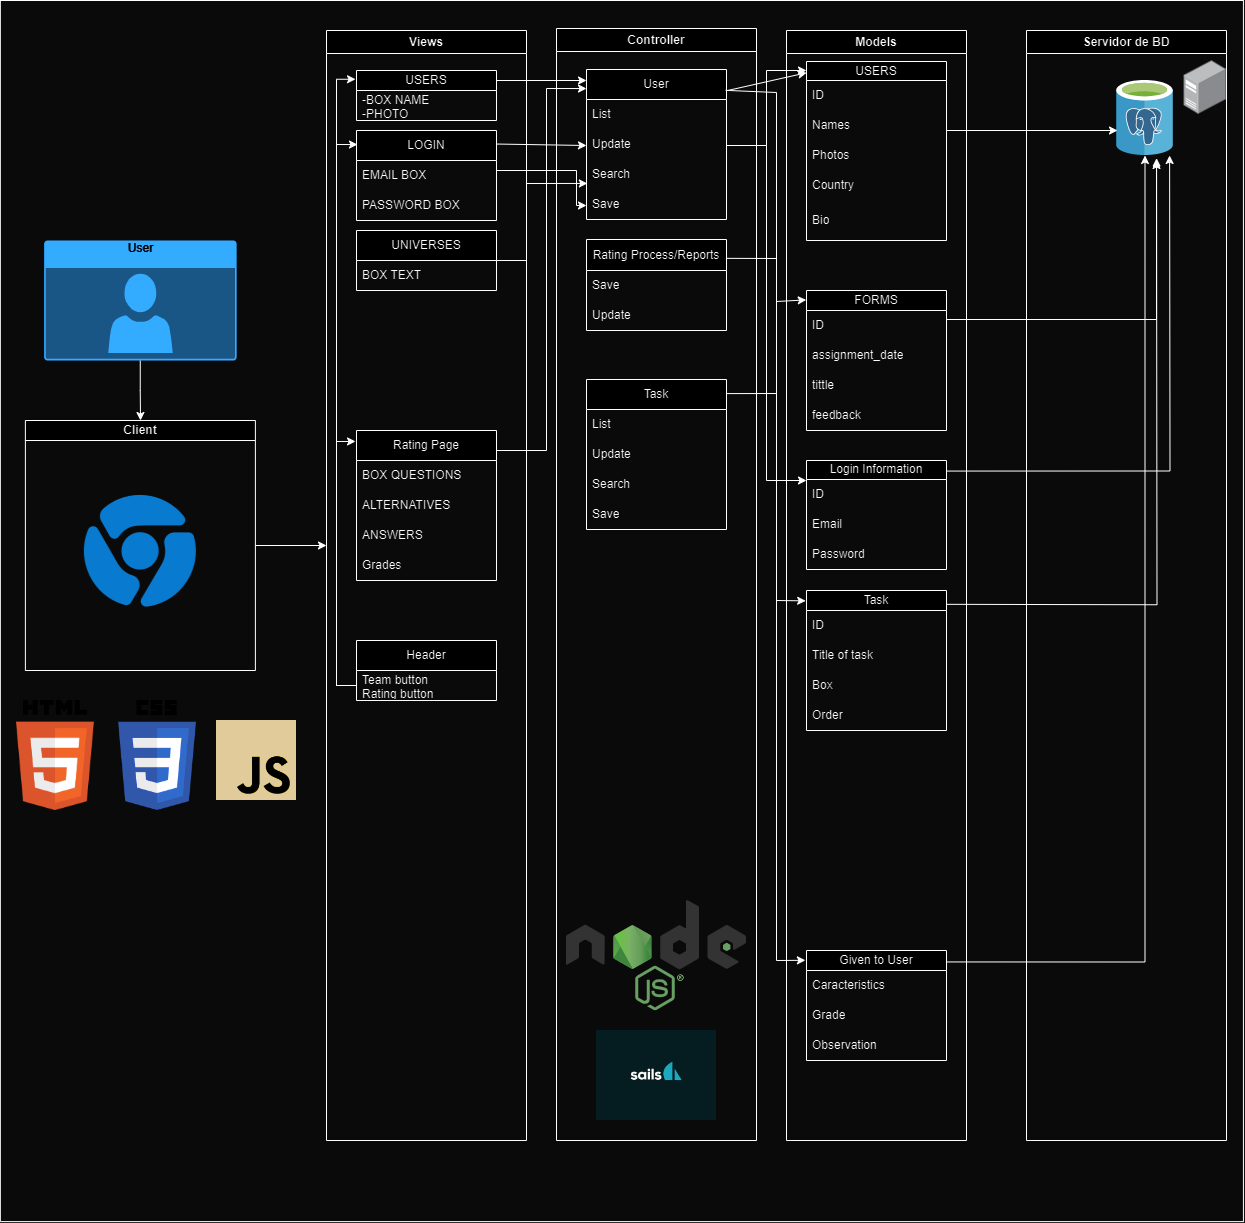 User
Client
HTML
CSS
JS
Views
USERS
-BOX NAME
-PHOTO
LOGIN
EMAIL BOX
PASSWORD BOX
UNIVERSES
BOX TEXT
Rating Page
BOX QUESTIONS
ALTERNATIVES
ANSWERS
Grades
Header
Team button
Rating button
Controller
User
List
Update
Search
Save
Rating Process/Reports
Save
Update
Task
List
Update
Search
Save
node
JS®
sails
Models
USERS
ID
Names
Photos
Country
Bio
FORMS
ID
assignment_date
tittle
feedback
Login Information
ID
Email
Password
Task
ID
Title of task
Box
Order
Given to User
Caracteristics
Grade
Observation
Servidor de BD